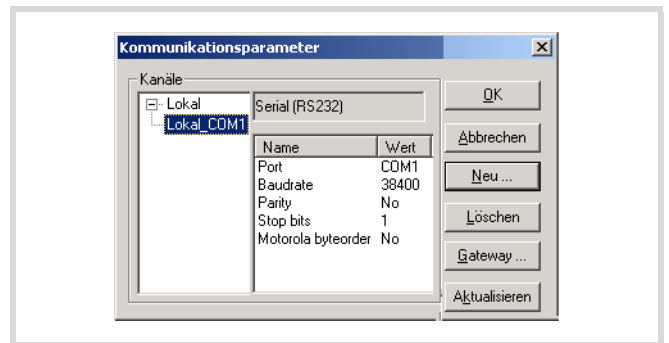 Kommunikationsparameter
Kanäle
Lokal
Lokal_COM1
Serial (RS232)
Name Wert
Port COM1
Baudrate 38400
Parity No
Stop bits 1
Motorola byteorder No
OK
Abbrechen
Neu ...
Löschen
Gateway ...
Aktualisieren